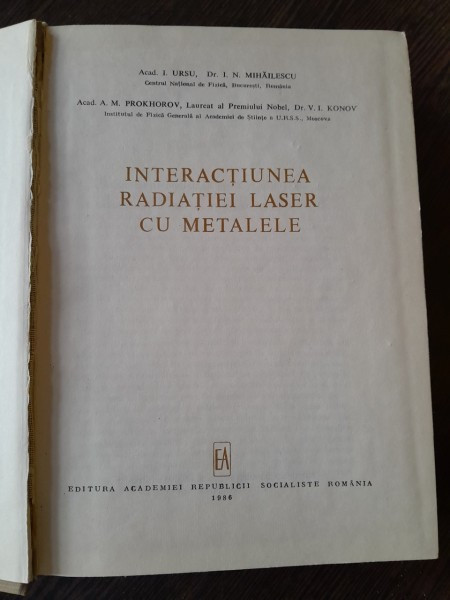 Acad. I. URSU, Dr. I. N. MIHĂILESCU
Centrul Național de Fizică, București, România
Acad. A. M. PROKHOROV, Laureat al Premiului Nobel, Dr. V. I. KONOV
Institutul de Fizică Generală al Academiei de Științe a U.R.S.S., Moscova
INTERACȚIUNEA
RADIAȚIEI LASER
CU METALELE
EA
EDITURA ACADEMIEI REPUBLICII SOCIALISTE ROMÂNIA
1986